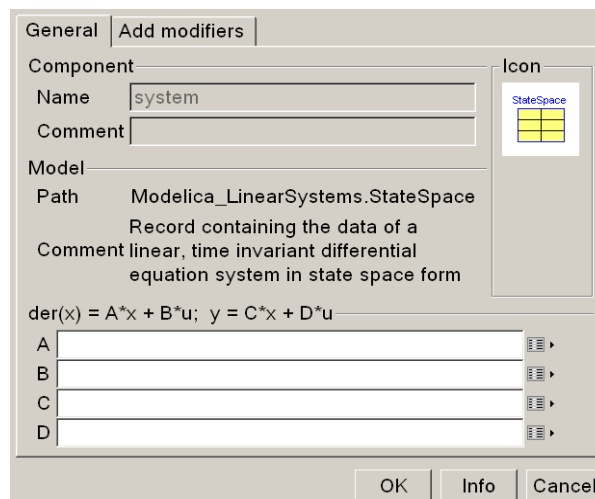 General Add modifiers
Component
Icon
Name system
StateSpace
Comment
Model
Path Modelica_LinearSystems.StateSpace
Record containing the data of a
Comment linear, time invariant differential
equation system in state space form
der(x) = A*x + B*u; y = C*x + D*u
A
B
C
D
OK Info Cancel